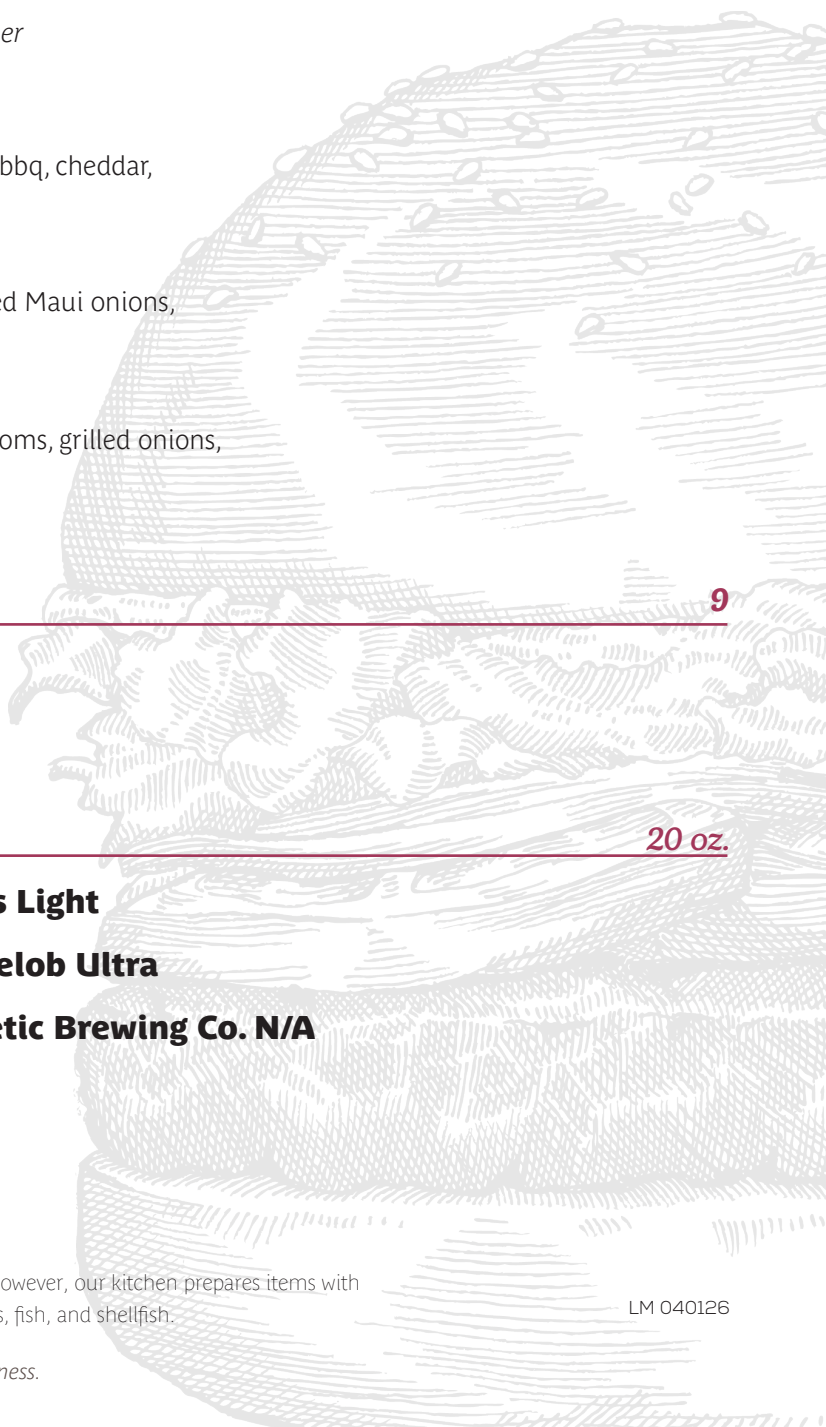 er
bbq, cheddar,
ed Maui onions,
oms, grilled onions,
9
20 oz.
s Light
elob Ultra
etic Brewing Co. N/A
owever, our kitchen prepares items with
s, fish, and shellfish.
LM 040126
ness.